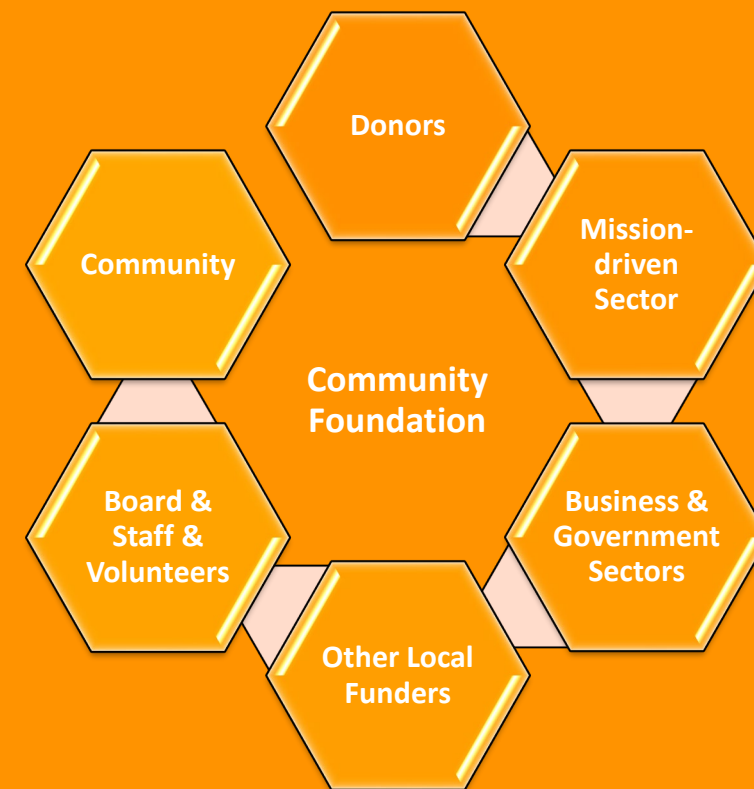 Donors
Mission-
driven
Sector
Community
Community
Foundation
Board &
Staff &
Volunteers
Business &
Government
Sectors
Other Local
Funders